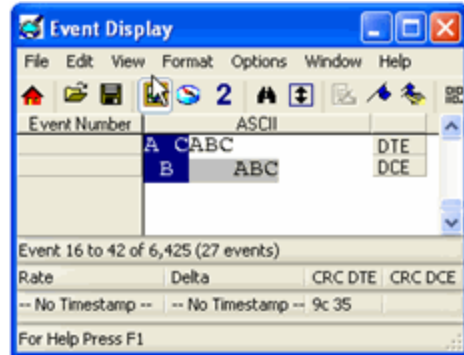 Event Display
File Edit View Format Options Window Help
2
Event Number ASCII
A CABC DTE
B ABC DCE
Event 16 to 42 of 6,425 (27 events)
Rate Delta CRC DTE CRC DCE
-- No Timestamp -- -- No Timestamp -- 9c 35
For Help Press F1